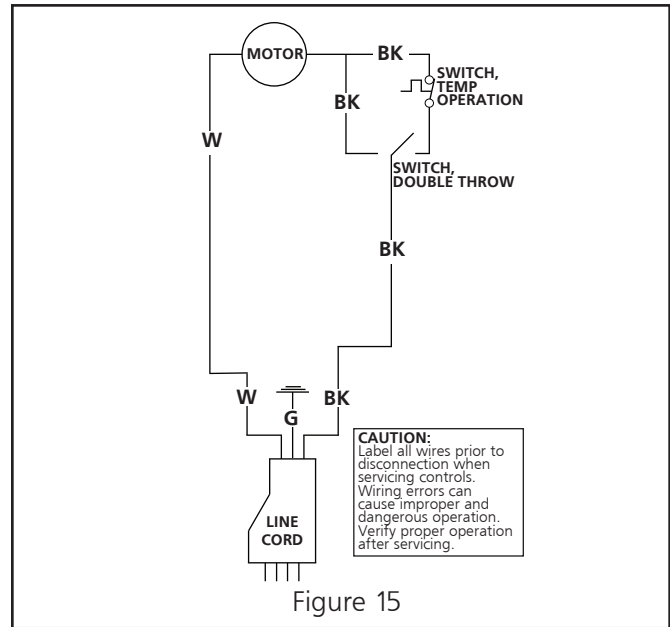 MOTOR
BK
SWITCH,
TEMP
OPERATION
BK
W
SWITCH,
DOUBLE THROW
BK
W
G
BK
CAUTION:
Label all wires prior to
disconnection when
servicing controls.
Wiring errors can
cause improper and
dangerous operation.
Verify proper operation
after servicing.
LINE
CORD
Figure 15